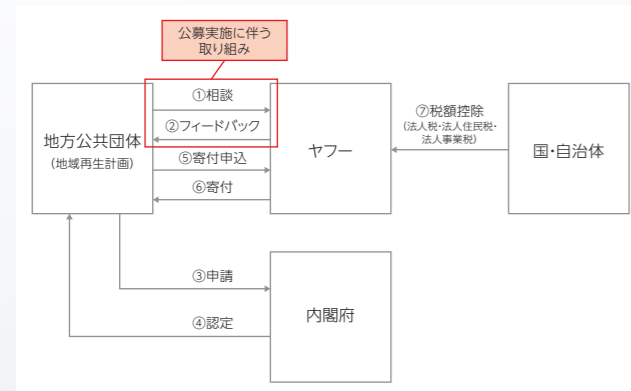 公募実施に伴う
取り組み
①相談
②フィードバック
地方公共団体
(地域再生計画)
⑤寄付申込
⑥寄付
ヤフー
⑦税額控除
(法人税・法人住民税・
法人事業税)
国・自治体
③申請
④認定
内閣府